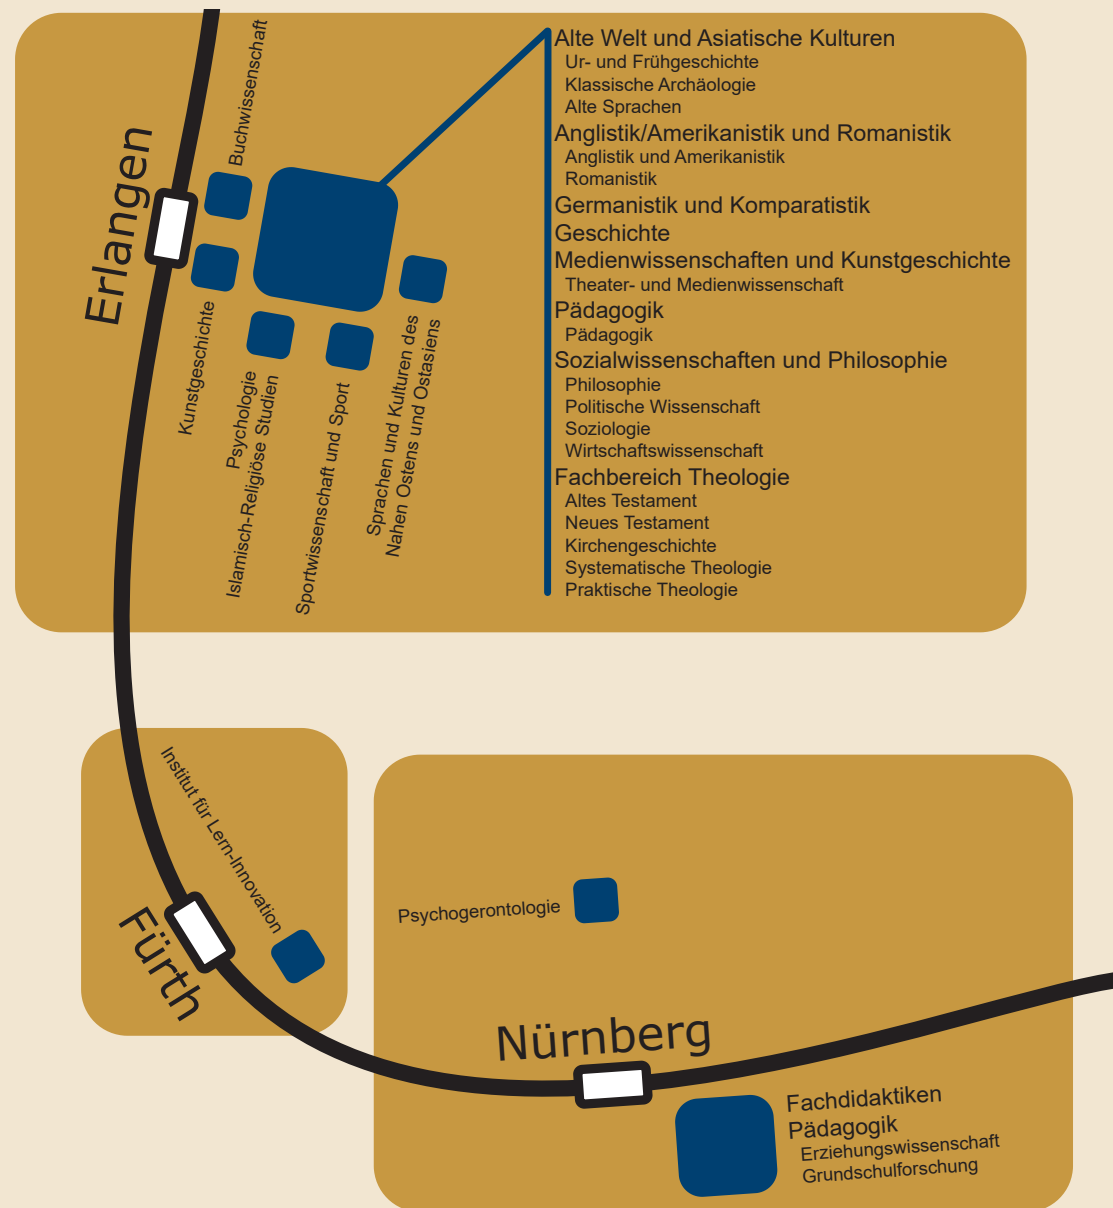 Erlangen
Buchwissenschaft
Kunstgeschichte
Psychologie
Islamisch-Religiöse Studien
Sportwissenschaft und Sport
Sprachen und Kulturen des
Nahen Ostens und Ostasiens
Alte Welt und Asiatische Kulturen
Ur- und Frühgeschichte
Klassische Archäologie
Alte Sprachen
Anglistik/Amerikanistik und Romanistik
Anglistik und Amerikanistik
Romanistik
Germanistik und Komparatistik
Geschichte
Medienwissenschaften und Kunstgeschichte
Theater- und Medienwissenschaft
Pädagogik
Pädagogik
Sozialwissenschaften und Philosophie
Philosophie
Politische Wissenschaft
Soziologie
Wirtschaftswissenschaft
Fachbereich Theologie
Altes Testament
Neues Testament
Kirchengeschichte
Systematische Theologie
Praktische Theologie
Fürth
Institut für Lern-Innovation
Psychogerontologie
Nürnberg
Fachdidaktiken
Pädagogik
Erziehungswissenschaft
Grundschulforschung